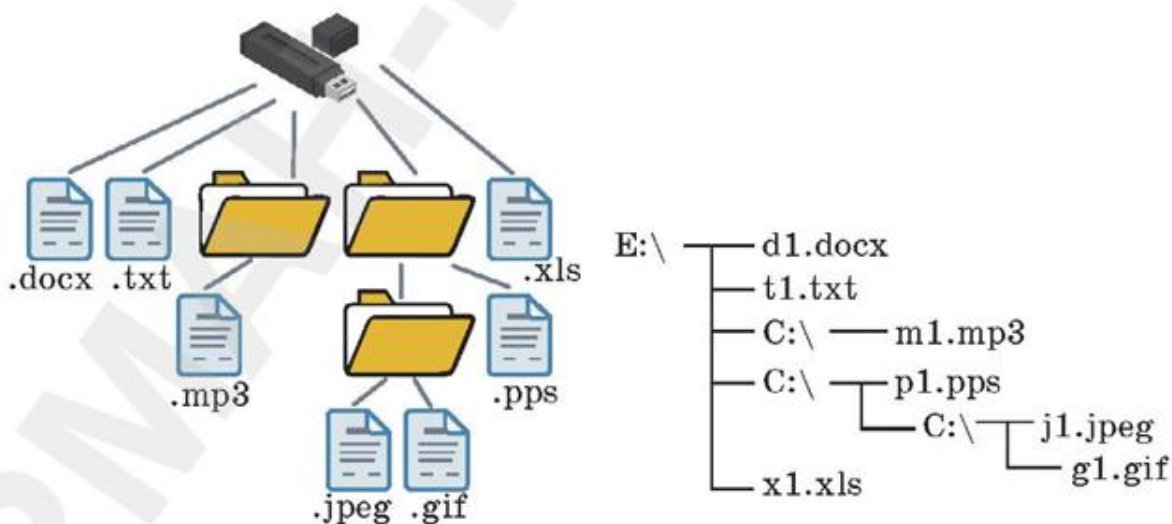 .docx .txt
.xls
.mp3
.pps
.jpeg .gif
E:\ d1.docx
t1.txt
C:\ m1.mp3
C:\ p1.pps
C:\ j1.jpeg
g1.gif
x1.xls